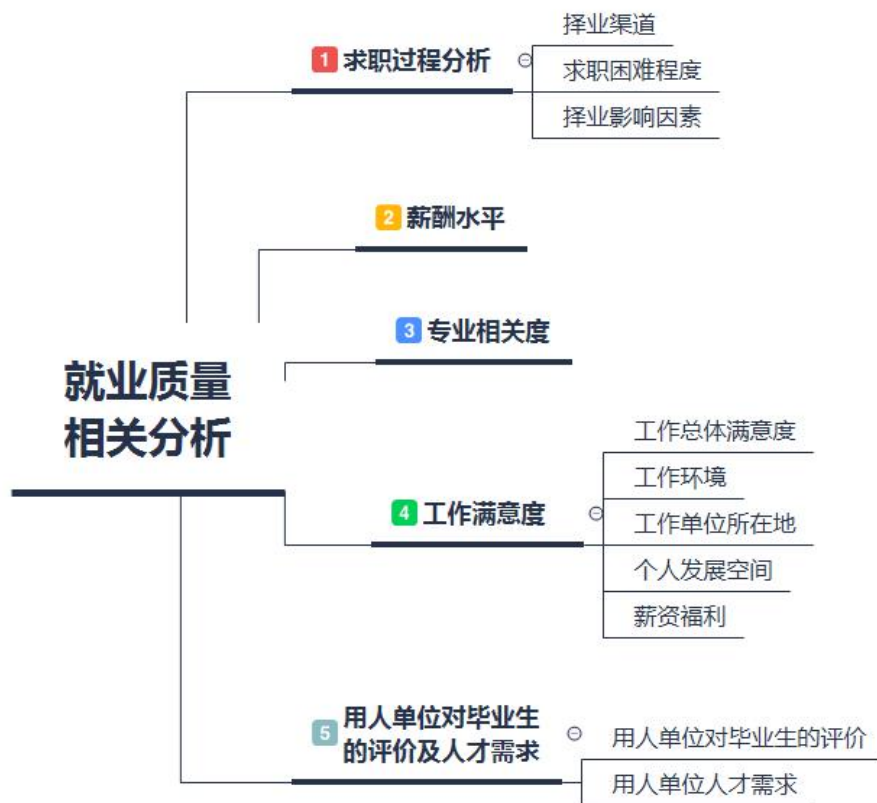 1 求职过程分析
择业渠道
求职困难程度
择业影响因素
2 薪酬水平
3 专业相关度
就业质量
相关分析
4 工作满意度
工作总体满意度
工作环境
工作单位所在地
个人发展空间
薪资福利
5 用人单位对毕业生
的评价及人才需求
用人单位对毕业生的评价
用人单位人才需求